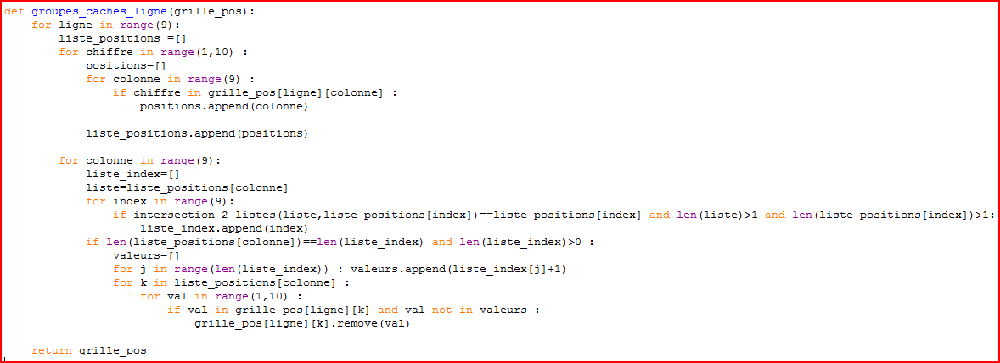 def groupes_caches_ligne(grille_pos):
    for ligne in range(9):
        liste_positions =[]
        for chiffre in range(1,10) :
            positions=[]
            for colonne in range(9) :
                if chiffre in grille_pos[ligne][colonne] :
                    positions.append(colonne)
            liste_positions.append(positions)
        for colonne in range(9):
            liste_index=[]
            liste=liste_positions[colonne]
            for index in range(9):
                if intersection_2_listes(liste,liste_positions[index])==liste_positions[index] and len(liste)>1 and len(liste_positions[index])>1:
                    liste_index.append(index)
            if len(liste_positions[colonne])==len(liste_index) and len(liste_index)>0 :
                valeurs=[]
                for j in range(len(liste_index)) : valeurs.append(liste_index[j]+1)
                for k in liste_positions[colonne] :
                    for val in range(1,10) :
                        if val in grille_pos[ligne][k] and val not in valeurs :
                            grille_pos[ligne][k].remove(val)
    return grille_pos